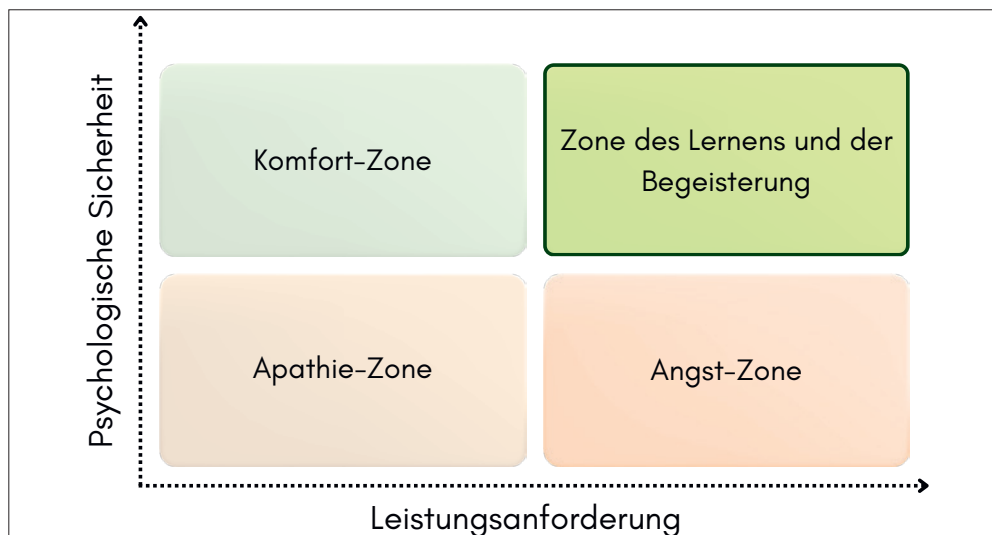 Psychologische Sicherheit
Komfort-Zone
Zone des Lernens und der
Begeisterung
Apathie-Zone
Angst-Zone
Leistungsanforderung